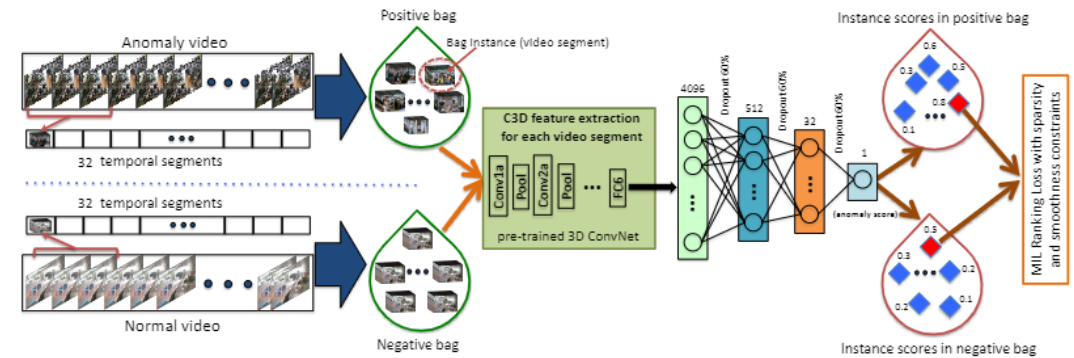 Anomaly video
32 temporal segments
32 temporal segments
Normal video
Positive bag
Bag Instance (video segment)
Negative bag
C3D feature extraction
for each video segment
Conv1a
Pool
Conv2a
Pool
FC6
pre-trained 3D ConvNet
4096
Dropout 60%
512
Dropout60%
32
Dropout60%
1
(anomaly score)
Instance scores in positive bag
0.6
0.3
0.5
0.8
0.1
0.5
0.3
0.2
0.2
0.1
Instance scores in negative bag
MIL Ranking Loss with sparsity
and smoothness constraints